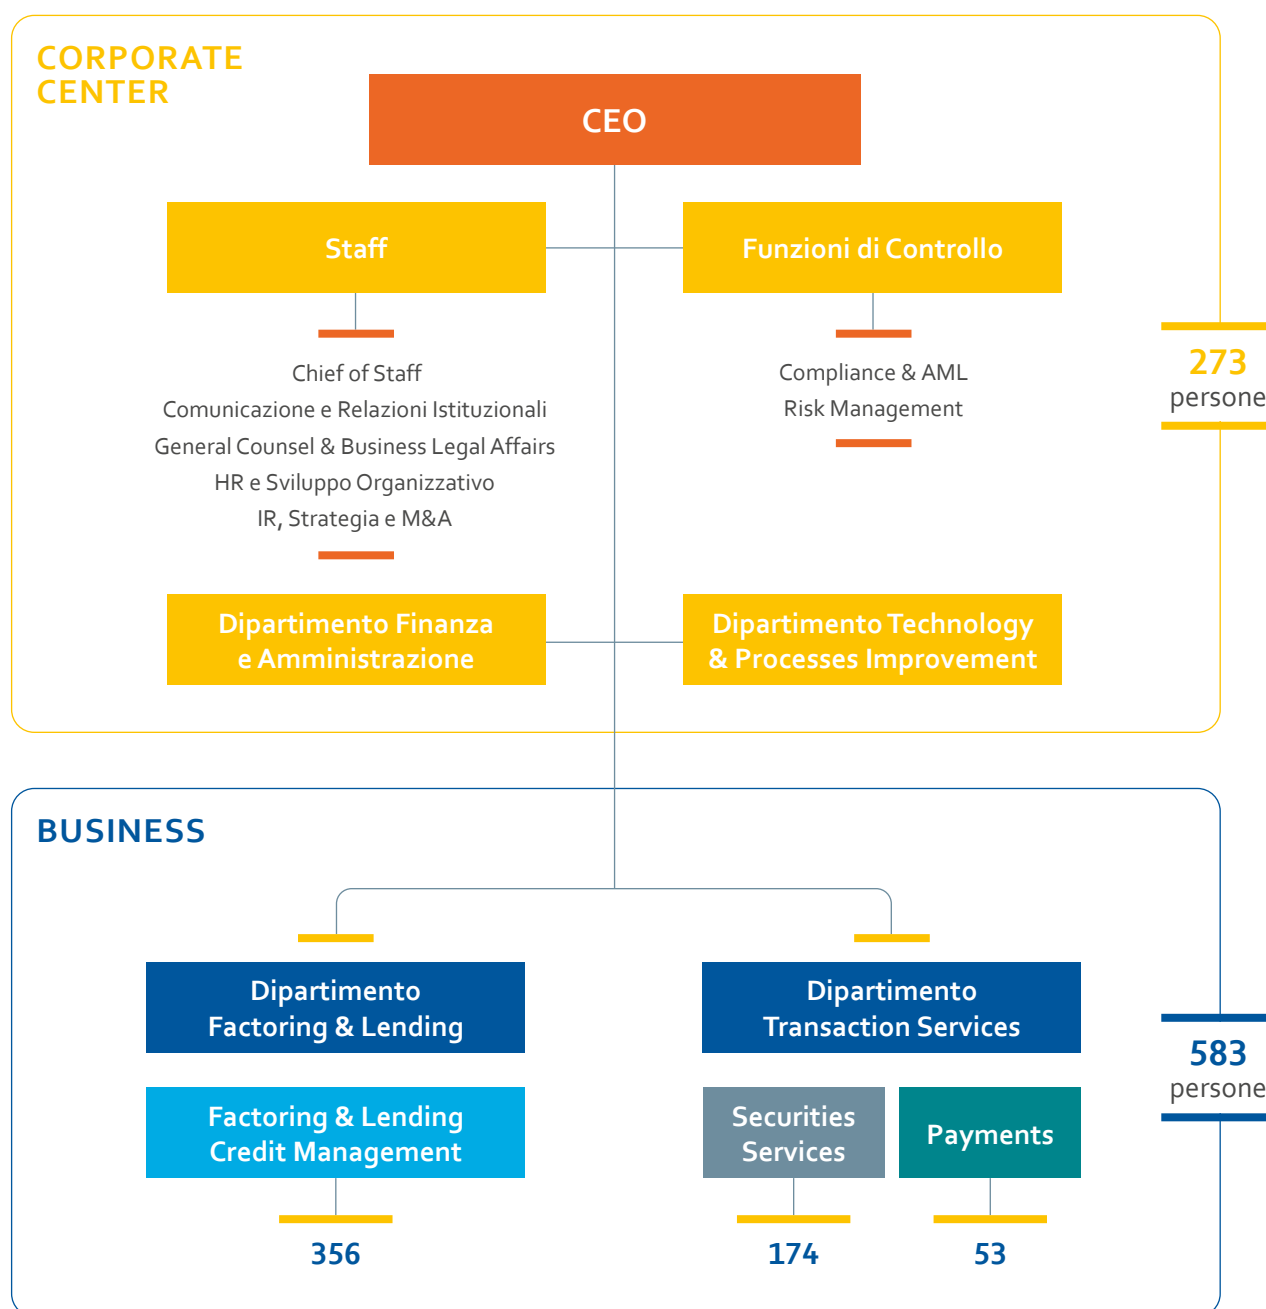 CORPORATE
CENTER
CEO
Staff
Funzioni di Controllo
Chief of Staff
Comunicazione e Relazioni Istituzionali
General Counsel & Business Legal Affairs
HR e Sviluppo Organizzativo
IR, Strategia e M&A
Compliance & AML
Risk Management
273
persone
Dipartimento Finanza
e Amministrazione
Dipartimento Technology
& Processes Improvement
BUSINESS
Dipartimento
Factoring & Lending
Dipartimento
Transaction Services
583
persone
Factoring & Lending
Credit Management
Securities
Services
Payments
356
174
53